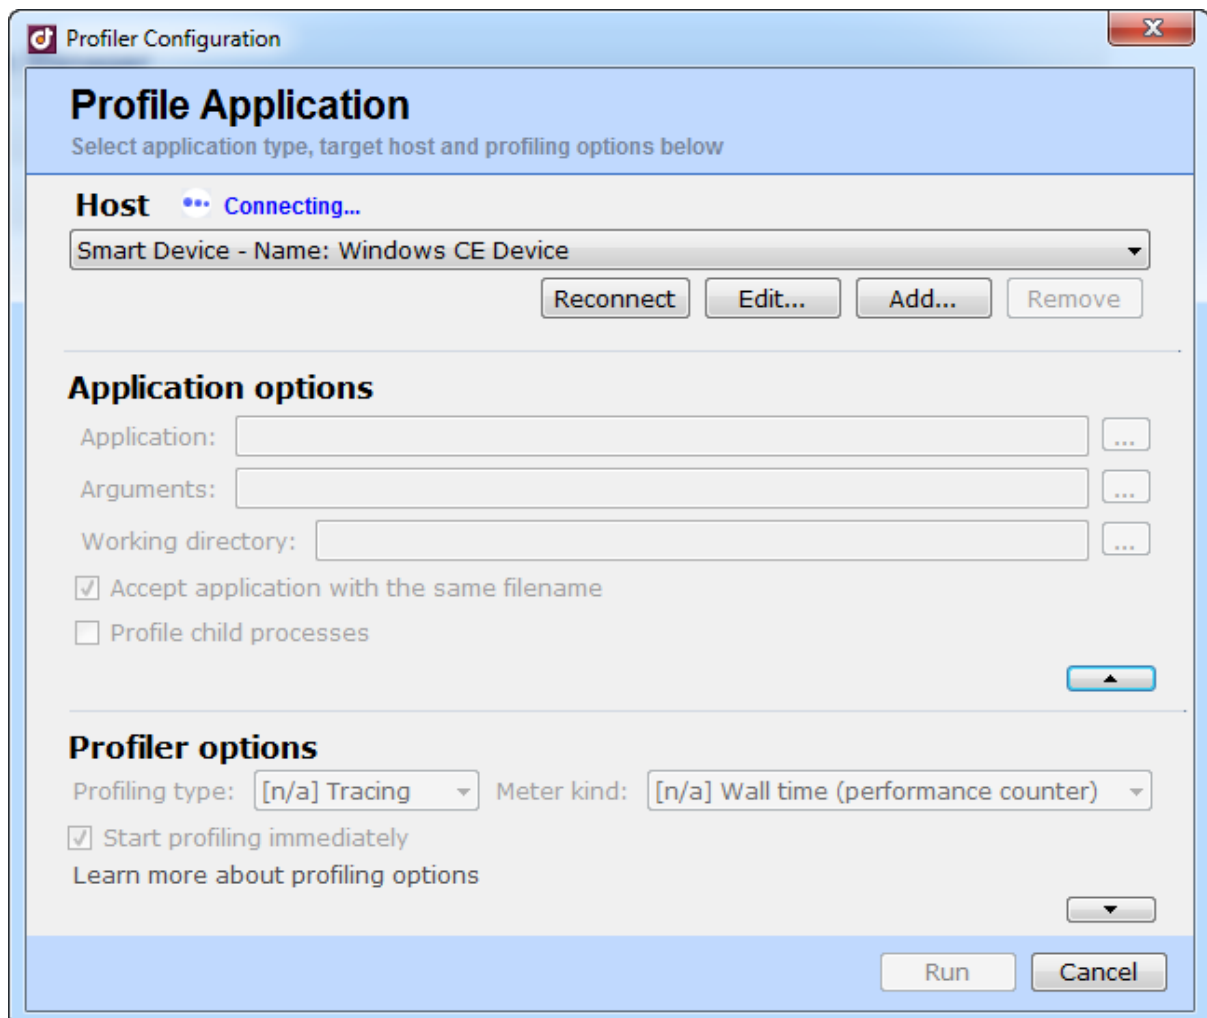 Profiler Configuration
Profile Application
Select application type, target host and profiling options below
Host Connecting...
Smart Device - Name: Windows CE Device
Reconnect Edit... Add... Remove
Application options
Application: ...
Arguments: ...
Working directory: ...
Accept application with the same filename
Profile child processes
Profiler options
Profiling type: [n/a] Tracing Meter kind: [n/a] Wall time (performance counter)
Start profiling immediately
Learn more about profiling options
Run Cancel